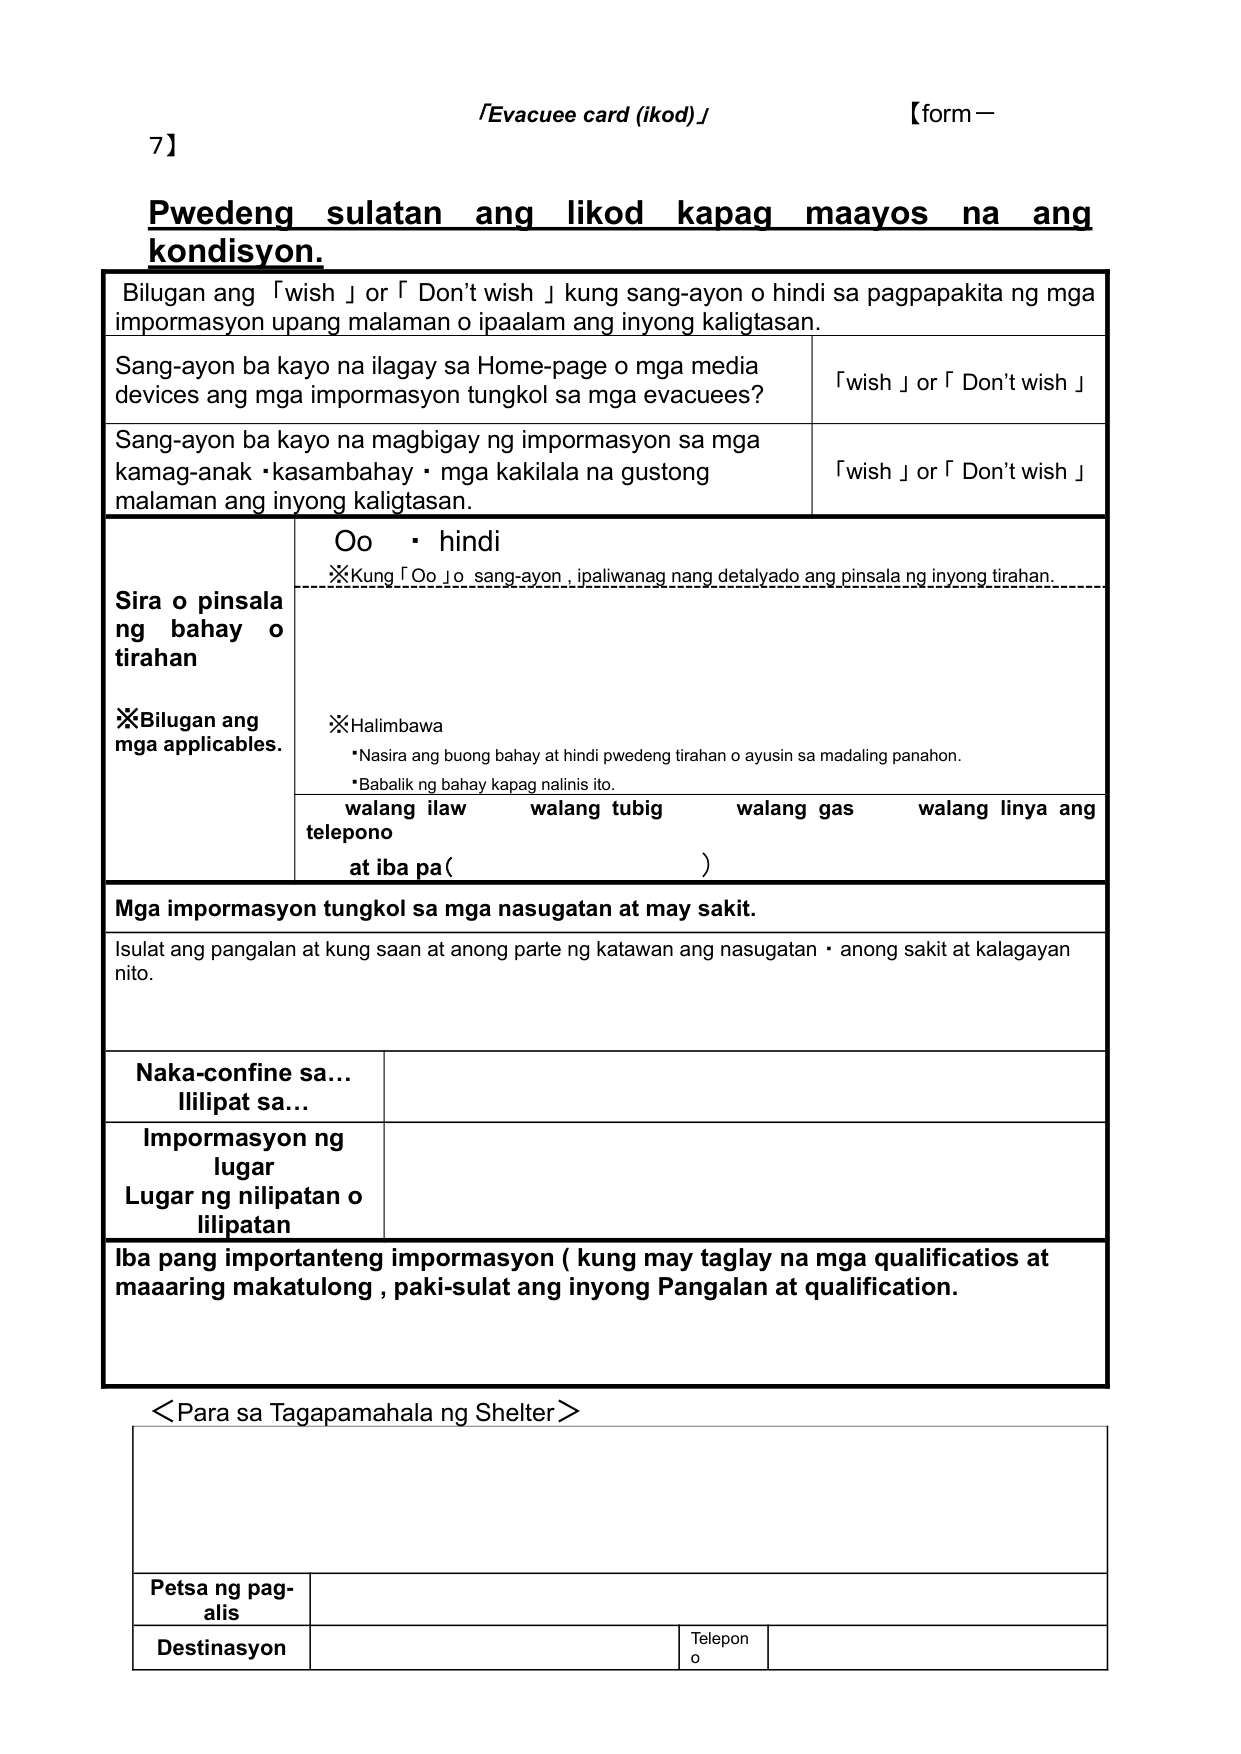 「Evacuee card (ikod)」 【form－
７】
Pwedeng sulatan ang likod kapag maayos na ang
kondisyon.
Bilugan ang 「wish 」 or「 Don’t wish 」 kung sang-ayon o hindi sa pagpapakita ng mga
impormasyon upang malaman o ipaalam ang inyong kaligtasan.
Sang-ayon ba kayo na ilagay sa Home-page o mga media
devices ang mga impormasyon tungkol sa mga evacuees?
「wish 」 or「 Don’t wish 」
Sang-ayon ba kayo na magbigay ng impormasyon sa mga
kamag-anak ・kasambahay・ mga kakilala na gustong
malaman ang inyong kaligtasan.
「wish 」 or「 Don’t wish 」
Sira o pinsala
ng bahay o
tirahan
※Bilugan ang
mga applicables.
Oo ・ hindi
※Kung「 Oo 」o sang-ayon , ipaliwanag nang detalyado ang pinsala ng inyong tirahan.
※Halimbawa
・Nasira ang buong bahay at hindi pwedeng tirahan o ayusin sa madaling panahon.
・Babalik ng bahay kapag nalinis ito.
walang ilaw walang tubig walang gas walang linya ang
telepono
at iba pa（ ）
Mga impormasyon tungkol sa mga nasugatan at may sakit.
Isulat ang pangalan at kung saan at anong parte ng katawan ang nasugatan・ anong sakit at kalagayan
nito.
Naka-confine sa…
Ililipat sa…
Impormasyon ng
lugar
Lugar ng nilipatan o
lilipatan
Iba pang importanteng impormasyon ( kung may taglay na mga qualificatios at
maaaring makatulong , paki-sulat ang inyong Pangalan at qualification.
＜Para sa Tagapamahala ng Shelter＞
Petsa ng pag-
alis
Destinasyon
Telepon
o